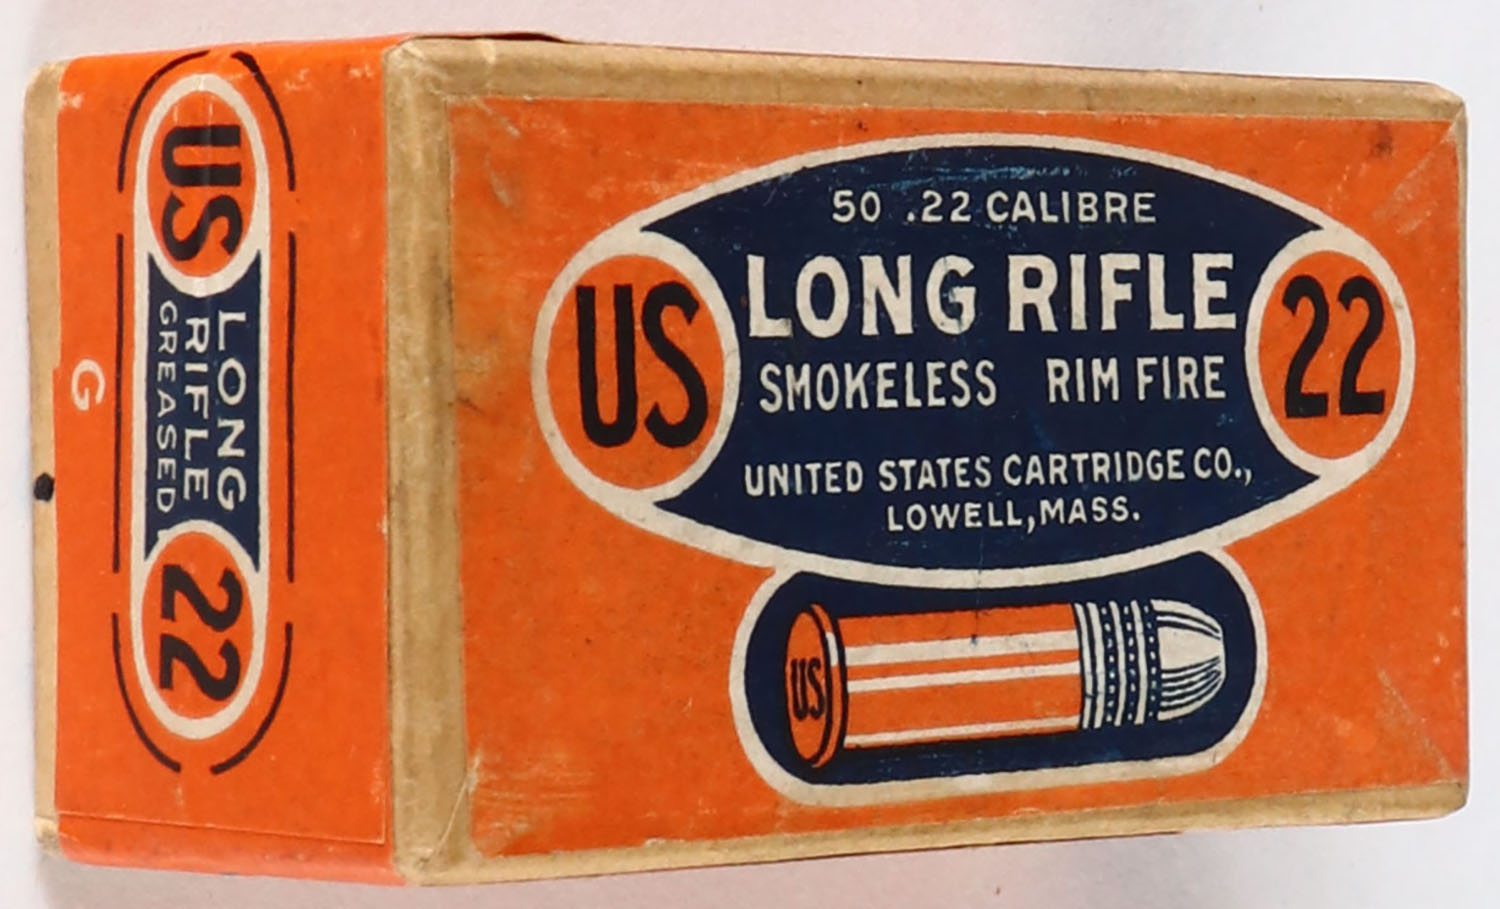 50 .22 CALIBRE
LONG RIFLE
US
22
SMOKELESS RIM FIRE
UNITED STATES CARTRIDGE CO.,
LOWELL, MASS.
US
US
LONG
RIFLE
GREASED
22
G